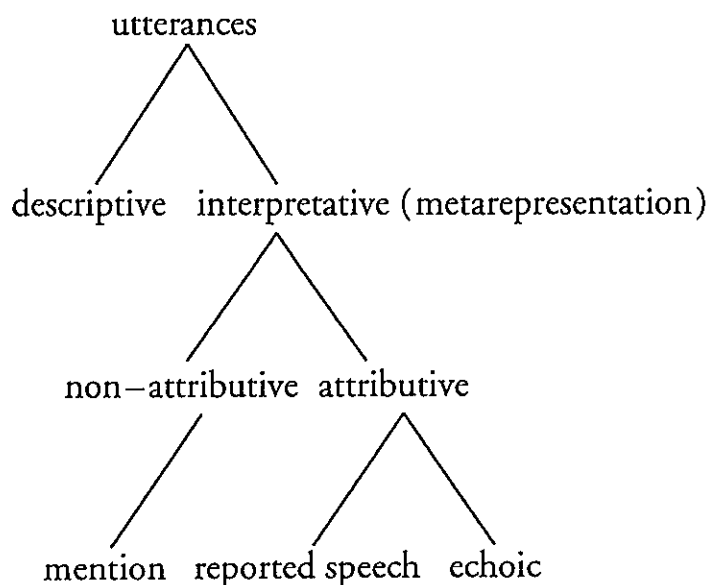 utterances
descriptive interpretative (metarepresentation)
non–attributive attributive
mention reported speech echoic